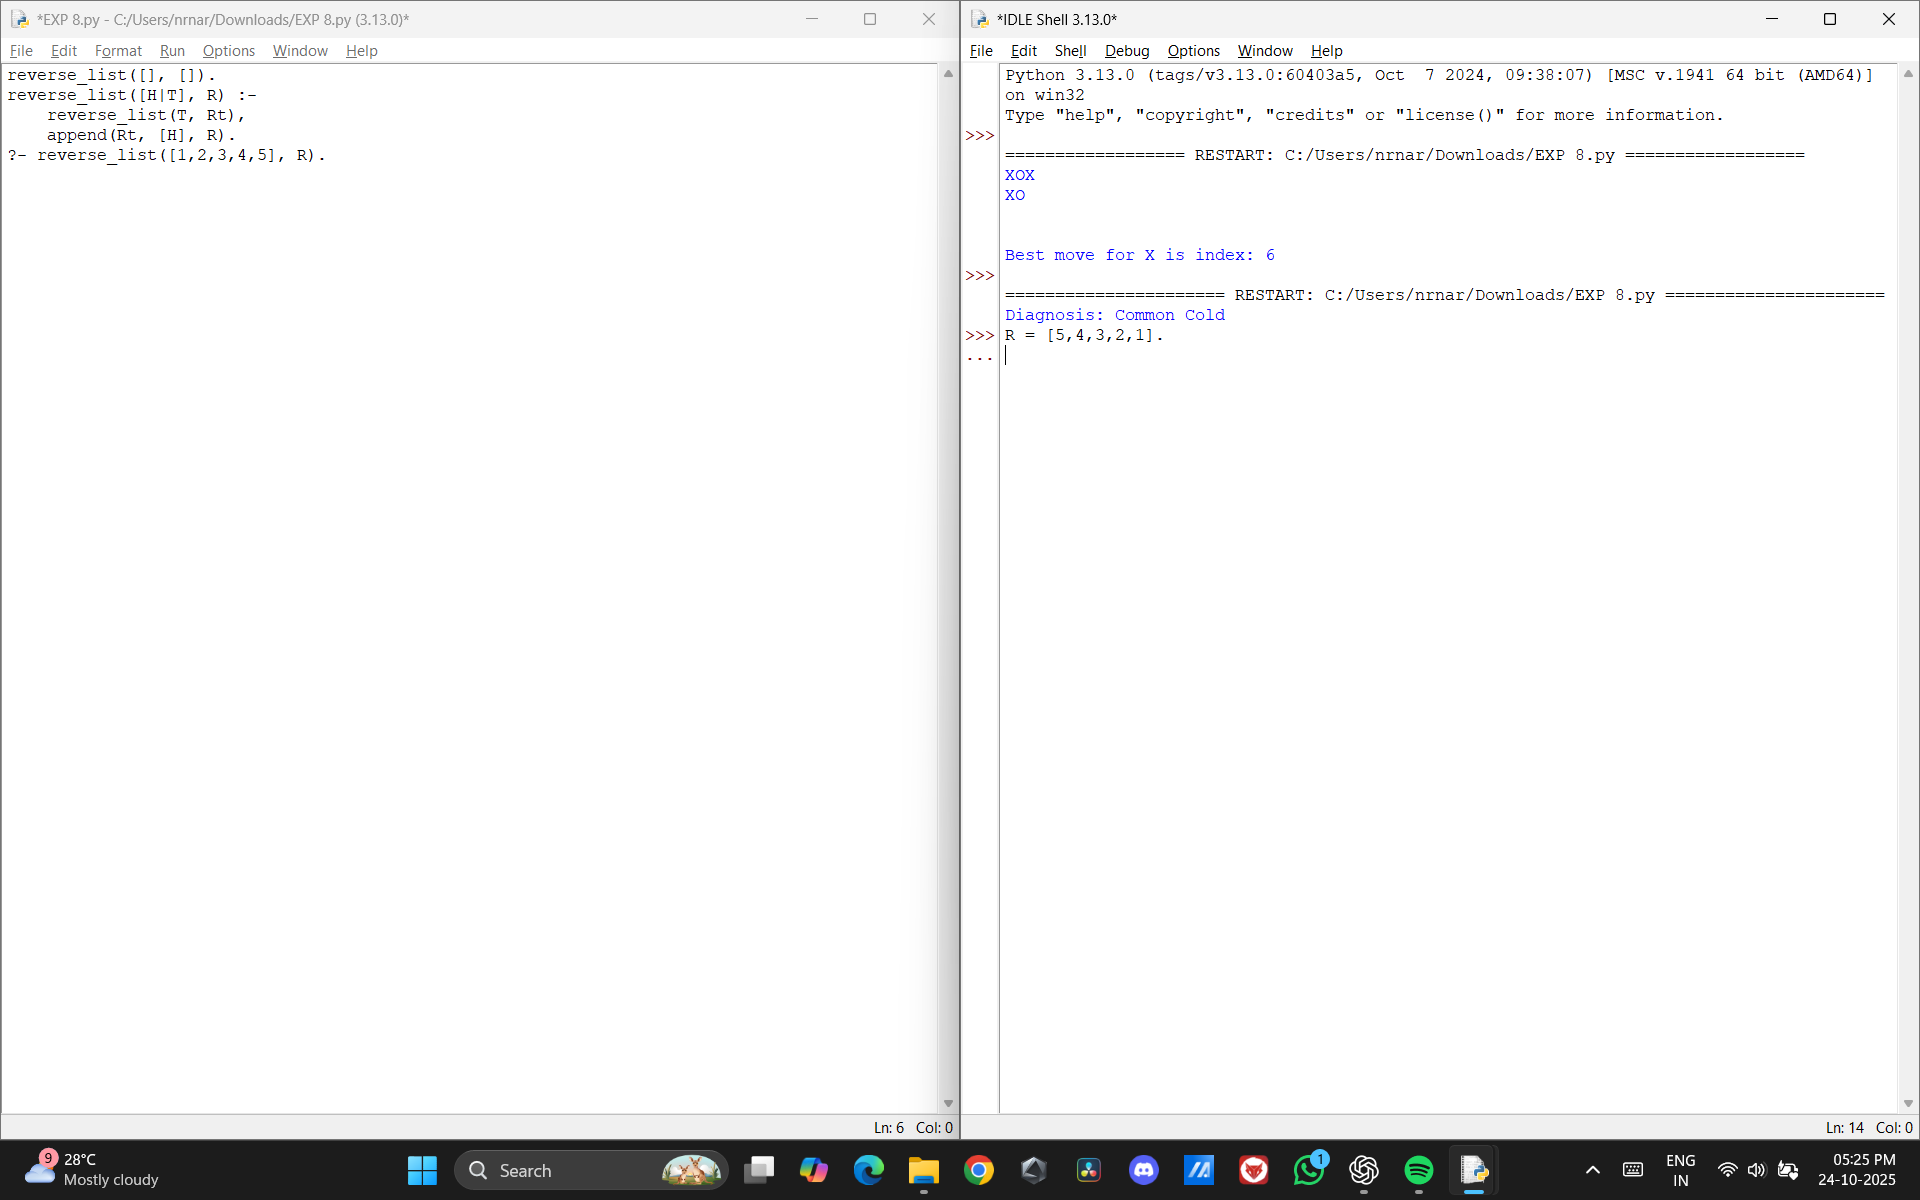 *EXP 8.py - C:/Users/nrnar/Downloads/EXP 8.py (3.13.0)*
File Edit Format Run Options Window Help
reverse_list([], []).
reverse_list([H|T], R) :-
    reverse_list(T, Rt),
    append(Rt, [H], R).
?- reverse_list([1,2,3,4,5], R).
Ln: 6 Col: 0
*IDLE Shell 3.13.0*
File Edit Shell Debug Options Window Help
Python 3.13.0 (tags/v3.13.0:60403a5, Oct  7 2024, 09:38:07) [MSC v.1941 64 bit (AMD64)]
on win32
Type "help", "copyright", "credits" or "license()" for more information.
>>>
================== RESTART: C:/Users/nrnar/Downloads/EXP 8.py ==================
XOX
XO
Best move for X is index: 6
>>>
====================== RESTART: C:/Users/nrnar/Downloads/EXP 8.py ======================
Diagnosis: Common Cold
>>> R = [5,4,3,2,1].
...
Ln: 14 Col: 0
9
28°C
Mostly cloudy
Search
1
ENG
IN
05:25 PM
24-10-2025